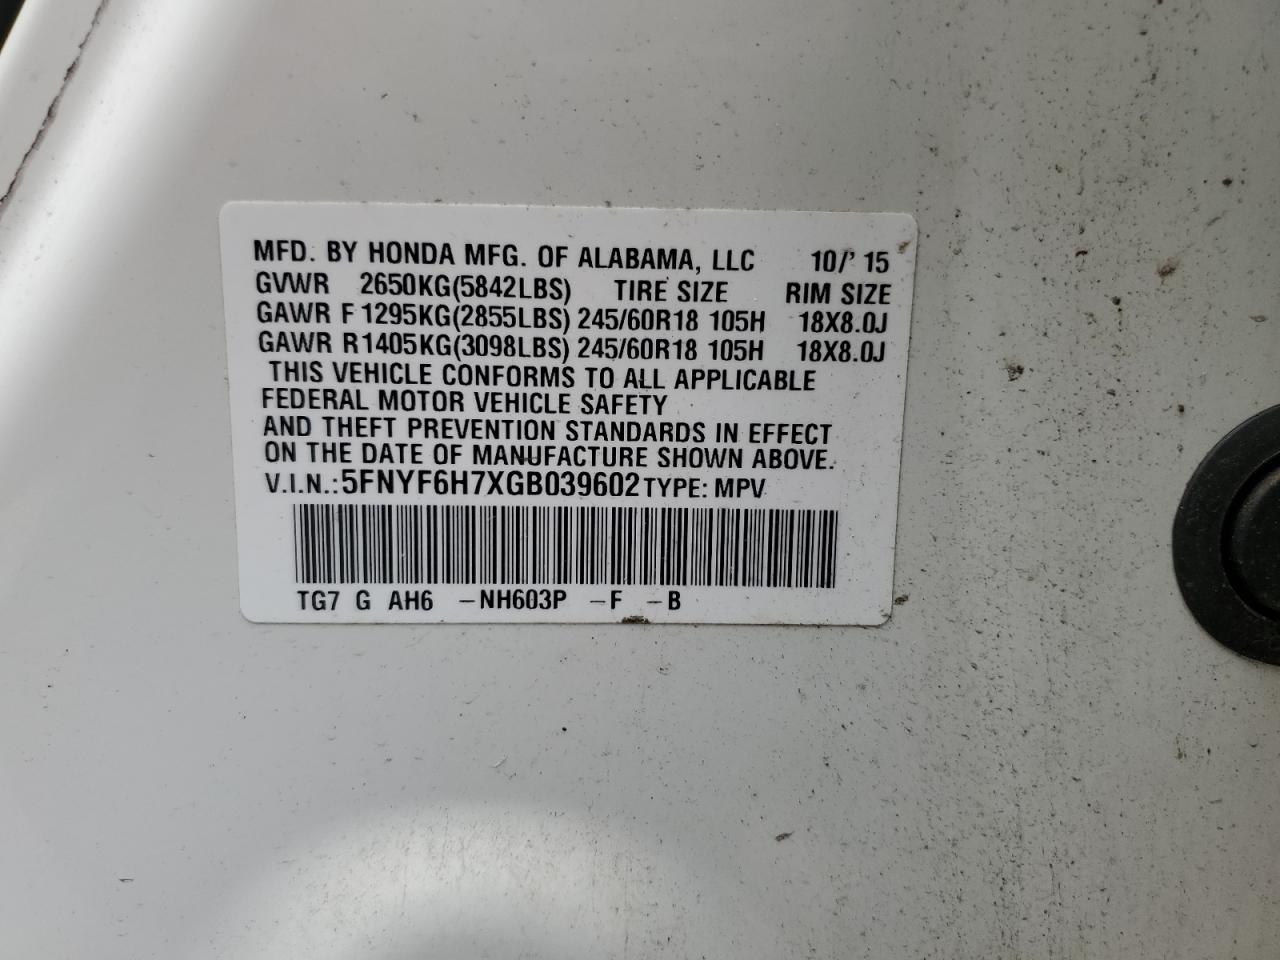 MFD. BY HONDA MFG. OF ALABAMA, LLC 10/' 15
GVWR 2650KG(5842LBS) TIRE SIZE RIM SIZE
GAWR F 1295KG(2855LBS) 245/60R18 105H 18X8.0J
GAWR R1405KG(3098LBS) 245/60R18 105H 18X8.0J
THIS VEHICLE CONFORMS TO ALL APPLICABLE
FEDERAL MOTOR VEHICLE SAFETY
AND THEFT PREVENTION STANDARDS IN EFFECT
ON THE DATE OF MANUFACTURE SHOWN ABOVE.
V.I.N.:5FNYF6H7XGB039602 TYPE: MPV
TG7 G AH6 -NH603P -F -B